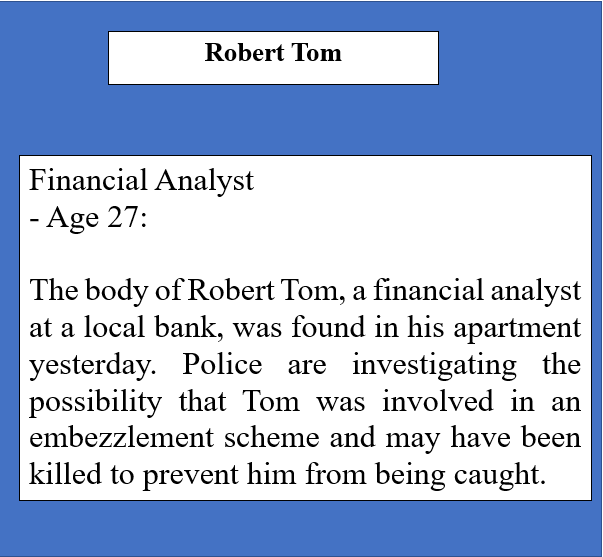 Robert Tom
Financial Analyst
- Age 27:
The body of Robert Tom, a financial analyst
at a local bank, was found in his apartment
yesterday. Police are investigating the
possibility that Tom was involved in an
embezzlement scheme and may have been
killed to prevent him from being caught.